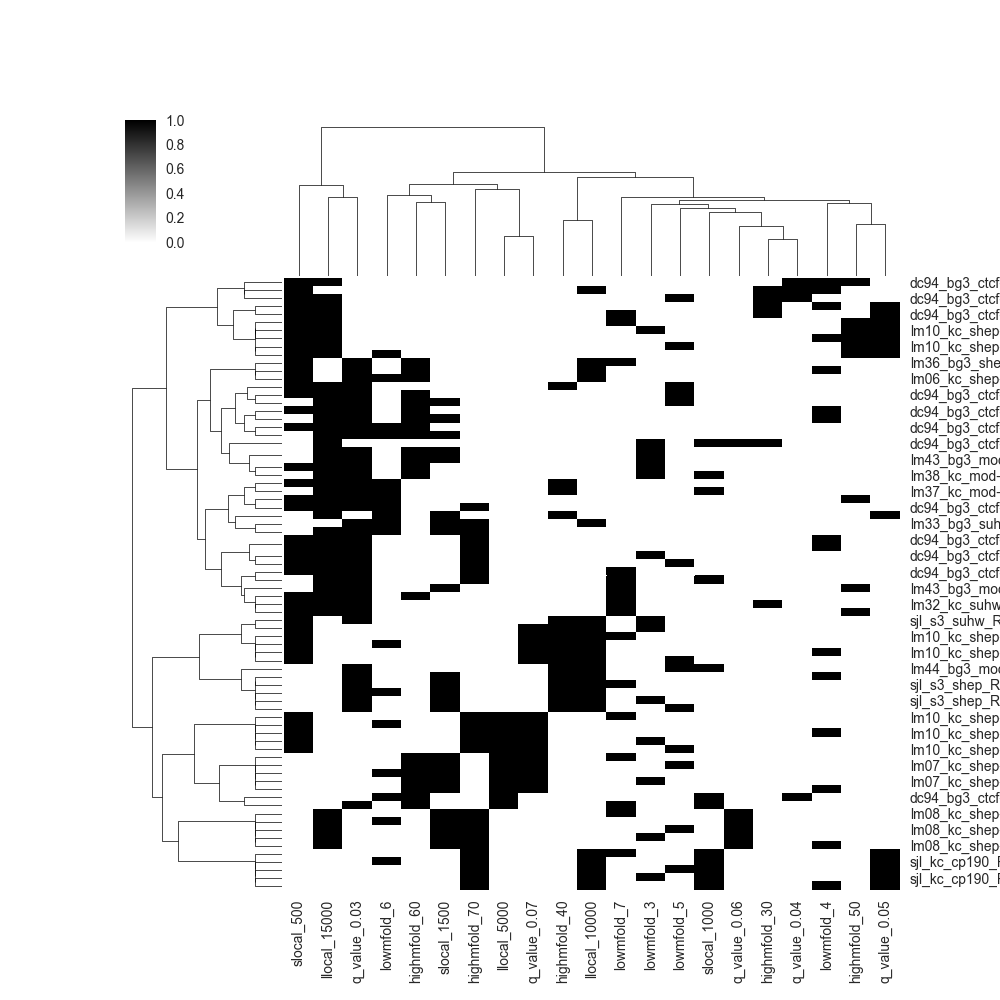 1.0
0.8
0.6
0.4
0.2
0.0
dc94_bg3_ctcf
dc94_bg3_ctcf
dc94_bg3_ctcf
lm10_kc_shep
lm10_kc_shep
lm36_bg3_she
lm06_kc_shep
dc94_bg3_ctcf
dc94_bg3_ctcf
dc94_bg3_ctcf
dc94_bg3_ctcf
lm43_bg3_mod
lm38_kc_mod-
lm37_kc_mod-
dc94_bg3_ctcf
lm33_bg3_suh
dc94_bg3_ctcf
dc94_bg3_ctcf
dc94_bg3_ctcf
lm43_bg3_mod
lm32_kc_suhw
sjl_s3_suhw_R
lm10_kc_shep
lm10_kc_shep
lm44_bg3_mod
sjl_s3_shep_R
sjl_s3_shep_R
lm10_kc_shep
lm10_kc_shep
lm10_kc_shep
lm07_kc_shep
lm07_kc_shep
dc94_bg3_ctcf
lm08_kc_shep
lm08_kc_shep
lm08_kc_shep
sjl_kc_cp190_R
sjl_kc_cp190_R
slocal_500
llocal_15000
q_value_0.03
lowmfold_6
highmfold_60
slocal_1500
highmfold_70
llocal_5000
q_value_0.07
highmfold_40
llocal_10000
lowmfold_7
lowmfold_3
lowmfold_5
slocal_1000
q_value_0.06
highmfold_30
q_value_0.04
lowmfold_4
highmfold_50
q_value_0.05